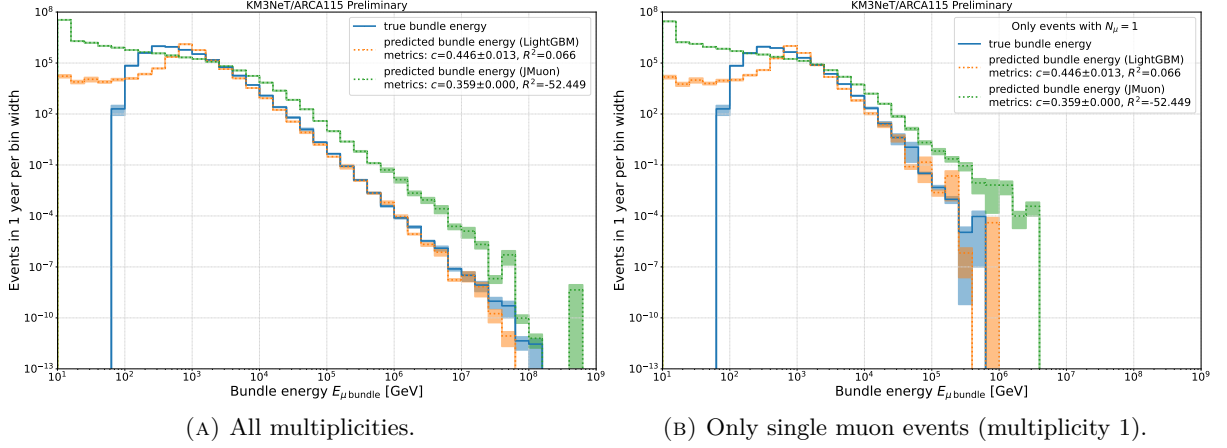 KM3NeT/ARCA115 Preliminary
true bundle energy
predicted bundle energy (LightGBM)
metrics: c=0.446±0.013, R²=0.066
predicted bundle energy (JMuon)
metrics: c=0.359±0.000, R²=-52.449
Events in 1 year per bin width
10⁸
10⁵
10²
10⁻¹
10⁻⁴
10⁻⁷
10⁻¹⁰
10⁻¹³
10¹ 10² 10³ 10⁴ 10⁵ 10⁶ 10⁷ 10⁸ 10⁹
Bundle energy Eμ bundle [GeV]
(A) All multiplicities.
KM3NeT/ARCA115 Preliminary
Only events with Nμ = 1
true bundle energy
predicted bundle energy (LightGBM)
metrics: c=0.446±0.013, R²=0.066
predicted bundle energy (JMuon)
metrics: c=0.359±0.000, R²=-52.449
Events in 1 year per bin width
10⁸
10⁵
10²
10⁻¹
10⁻⁴
10⁻⁷
10⁻¹⁰
10⁻¹³
10¹ 10² 10³ 10⁴ 10⁵ 10⁶ 10⁷ 10⁸ 10⁹
Bundle energy Eμ bundle [GeV]
(B) Only single muon events (multiplicity 1).